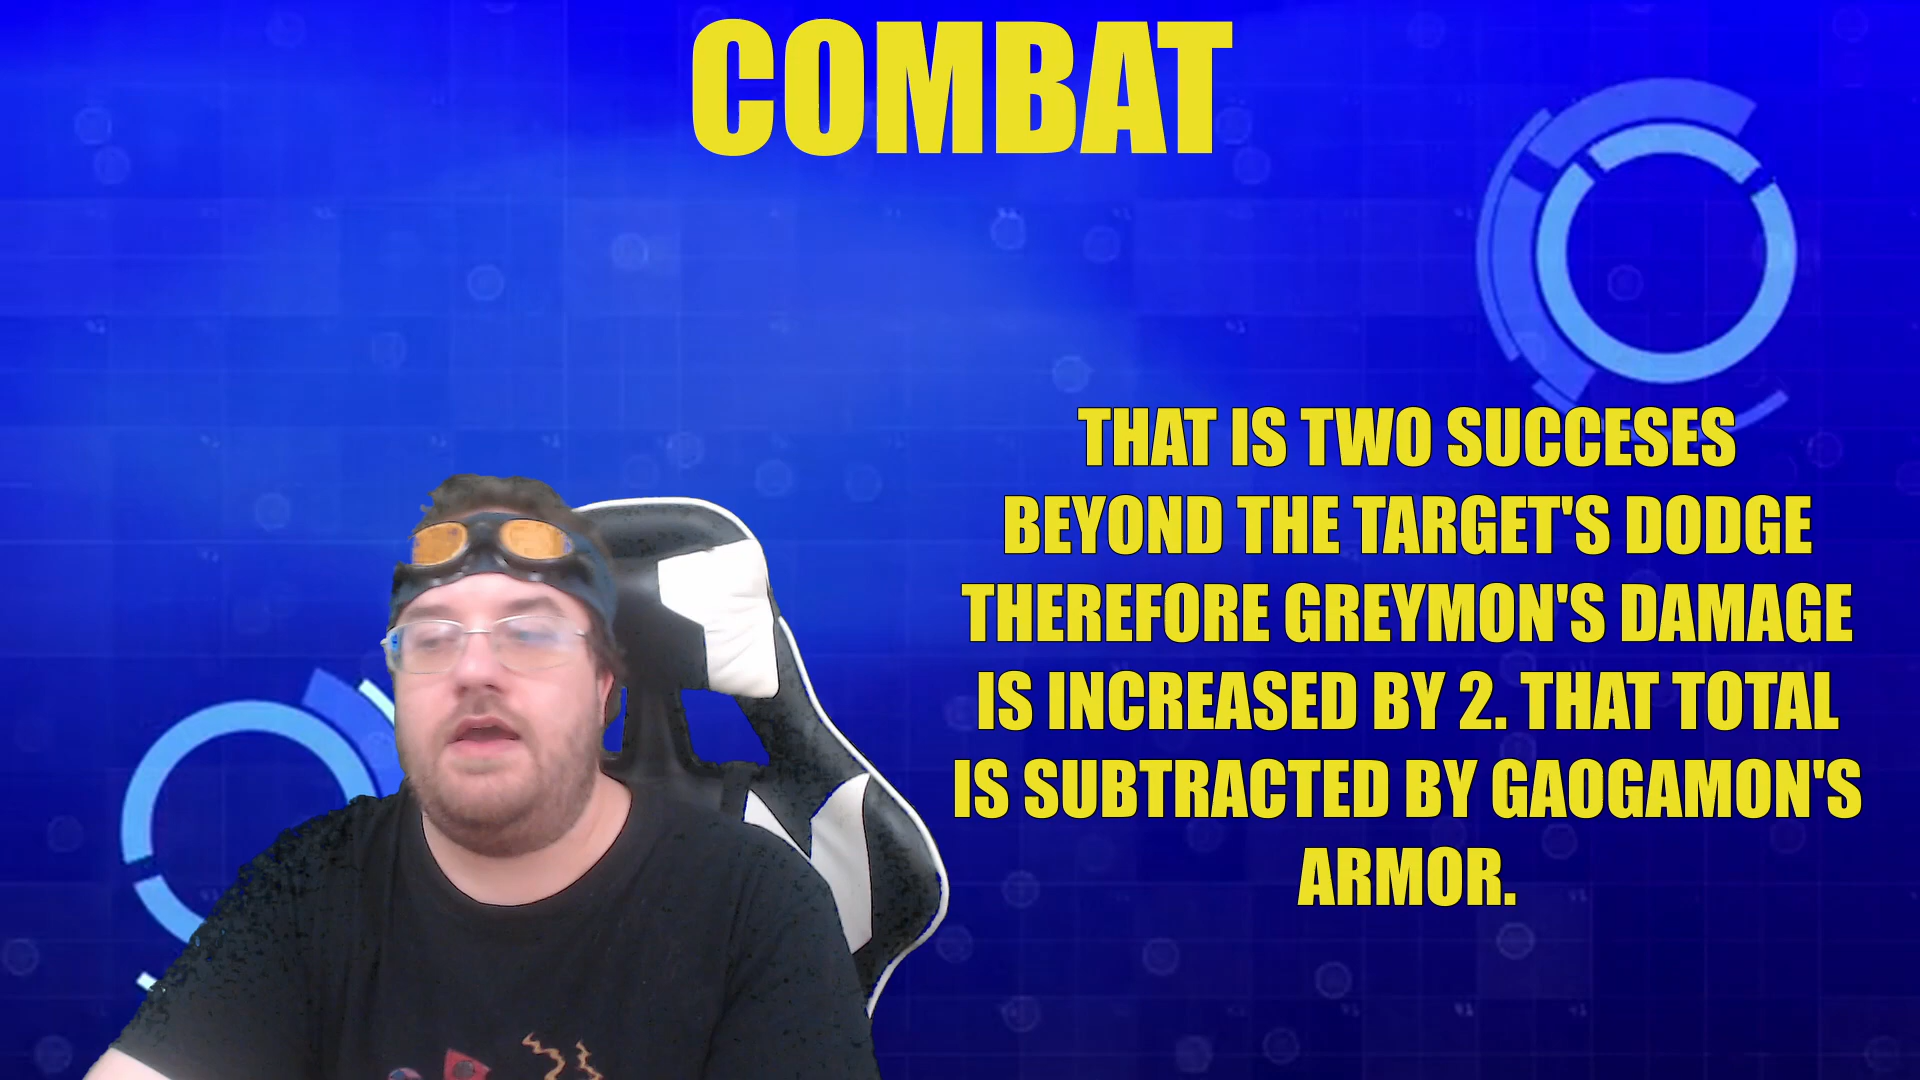 COMBAT
THAT IS TWO SUCCESES
BEYOND THE TARGET'S DODGE
THEREFORE GREYMON'S DAMAGE
IS INCREASED BY 2. THAT TOTAL
IS SUBTRACTED BY GAOGAMON'S
ARMOR.